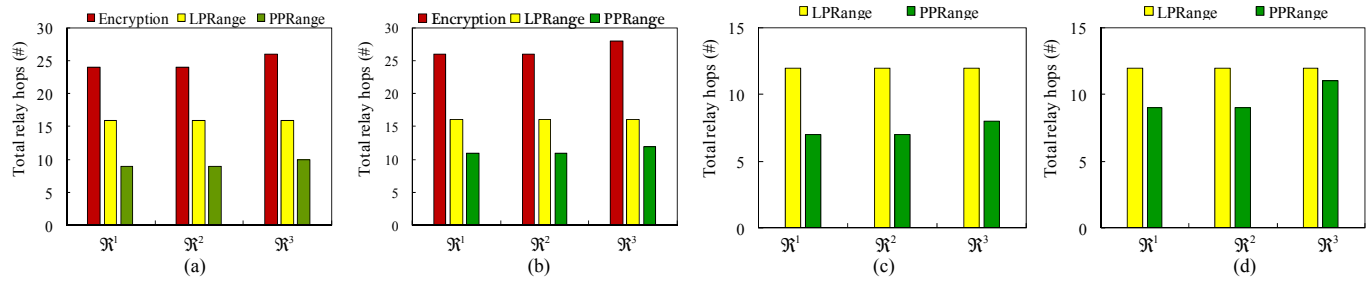 Encryption LPRange PPRange
Total relay hops (#)
30
25
20
15
10
5
0
ℜ¹ ℜ² ℜ³
(a)
Encryption LPRange PPRange
Total relay hops (#)
30
25
20
15
10
5
0
ℜ¹ ℜ² ℜ³
(b)
LPRange PPRange
Total relay hops (#)
15
10
5
0
ℜ¹ ℜ² ℜ³
(c)
LPRange PPRange
Total relay hops (#)
15
10
5
0
ℜ¹ ℜ² ℜ³
(d)